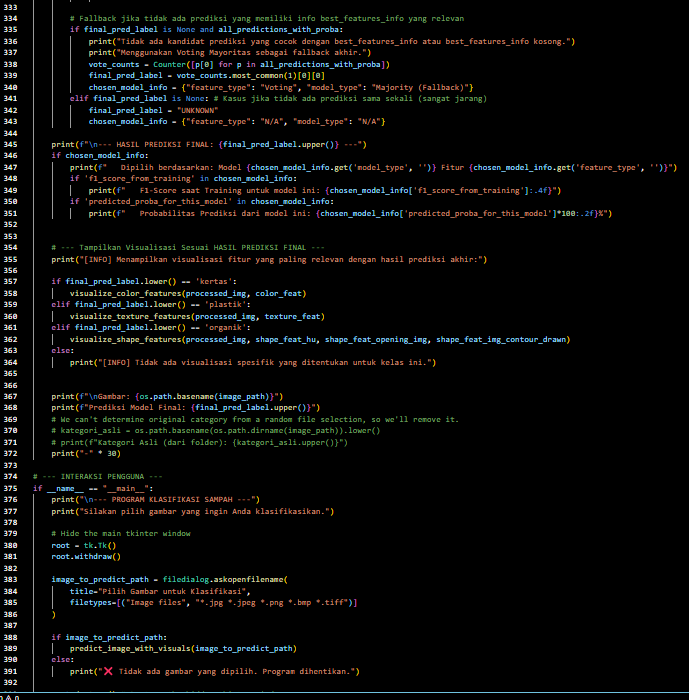 333
334 # Fallback jika tidak ada prediksi yang memiliki info best_features_info yang relevan
335 if final_pred_label is None and all_predictions_with_proba:
336 print("Tidak ada kandidat prediksi yang cocok dengan best_features_info atau best_features_info kosong.")
337 print("Menggunakan Voting Mayoritas sebagai fallback akhir.")
338 vote_counts = Counter([p[0] for p in all_predictions_with_proba])
339 final_pred_label = vote_counts.most_common(1)[0][0]
340 chosen_model_info = {"feature_type": "Voting", "model_type": "Majority (Fallback)"}
341 elif final_pred_label is None: # Kasus jika tidak ada prediksi sama sekali (sangat jarang)
342 final_pred_label = "UNKNOWN"
343 chosen_model_info = {"feature_type": "N/A", "model_type": "N/A"}
344
345 print(f"\n--- HASIL PREDIKSI FINAL: {final_pred_label.upper()} ---")
346 if chosen_model_info:
347 print(f"   Dipilih berdasarkan: Model {chosen_model_info.get('model_type', '')} Fitur {chosen_model_info.get('feature_type', '')}")
348 if 'f1_score_from_training' in chosen_model_info:
349 print(f"   F1-Score saat Training untuk model ini: {chosen_model_info['f1_score_from_training']:.4f}")
350 if 'predicted_proba_for_this_model' in chosen_model_info:
351 print(f"   Probabilitas Prediksi dari model ini: {chosen_model_info['predicted_proba_for_this_model']*100:.2f}%")
352
353
354 # --- Tampilkan Visualisasi Sesuai HASIL PREDIKSI FINAL ---
355 print("[INFO] Menampilkan visualisasi fitur yang paling relevan dengan hasil prediksi akhir:")
356
357 if final_pred_label.lower() == 'kertas':
358 visualize_color_features(processed_img, color_feat)
359 elif final_pred_label.lower() == 'plastik':
360 visualize_texture_features(processed_img, texture_feat)
361 elif final_pred_label.lower() == 'organik':
362 visualize_shape_features(processed_img, shape_feat_hu, shape_feat_opening_img, shape_feat_img_contour_drawn)
363 else:
364 print("[INFO] Tidak ada visualisasi spesifik yang ditentukan untuk kelas ini.")
365
366
367 print(f"\nGambar: {os.path.basename(image_path)}")
368 print(f"Prediksi Model Final: {final_pred_label.upper()}")
369 # We can't determine original category from a random file selection, so we'll remove it.
370 # kategori_asli = os.path.basename(os.path.dirname(image_path)).lower()
371 # print(f"Kategori Asli (dari folder): {kategori_asli.upper()}")
372 print("-" * 30)
373
374 # --- INTERAKSI PENGGUNA ---
375 if __name__ == "__main__":
376 print("\n--- PROGRAM KLASIFIKASI SAMPAH ---")
377 print("Silakan pilih gambar yang ingin Anda klasifikasikan.")
378
379 # Hide the main tkinter window
380 root = tk.Tk()
381 root.withdraw()
382
383 image_to_predict_path = filedialog.askopenfilename(
384 title="Pilih Gambar untuk Klasifikasi",
385 filetypes=[("Image files", "*.jpg *.jpeg *.png *.bmp *.tiff")]
386 )
387
388 if image_to_predict_path:
389 predict_image_with_visuals(image_to_predict_path)
390 else:
391 print("❌ Tidak ada gambar yang dipilih. Program dihentikan.")
392